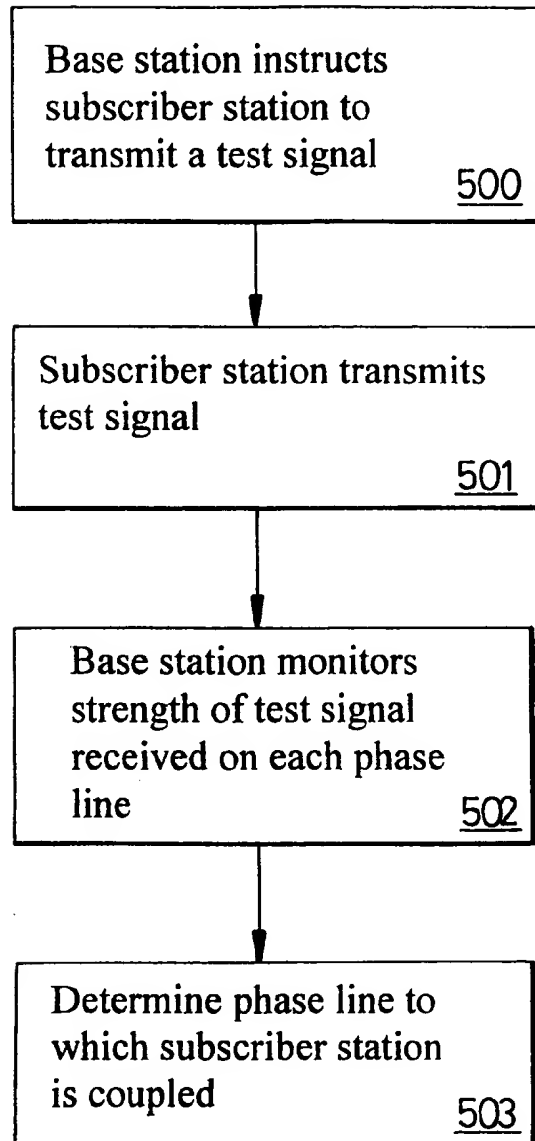 Base station instructs
subscriber station to
transmit a test signal
500
Subscriber station transmits
test signal
501
Base station monitors
strength of test signal
received on each phase
line
502
Determine phase line to
which subscriber station
is coupled
503